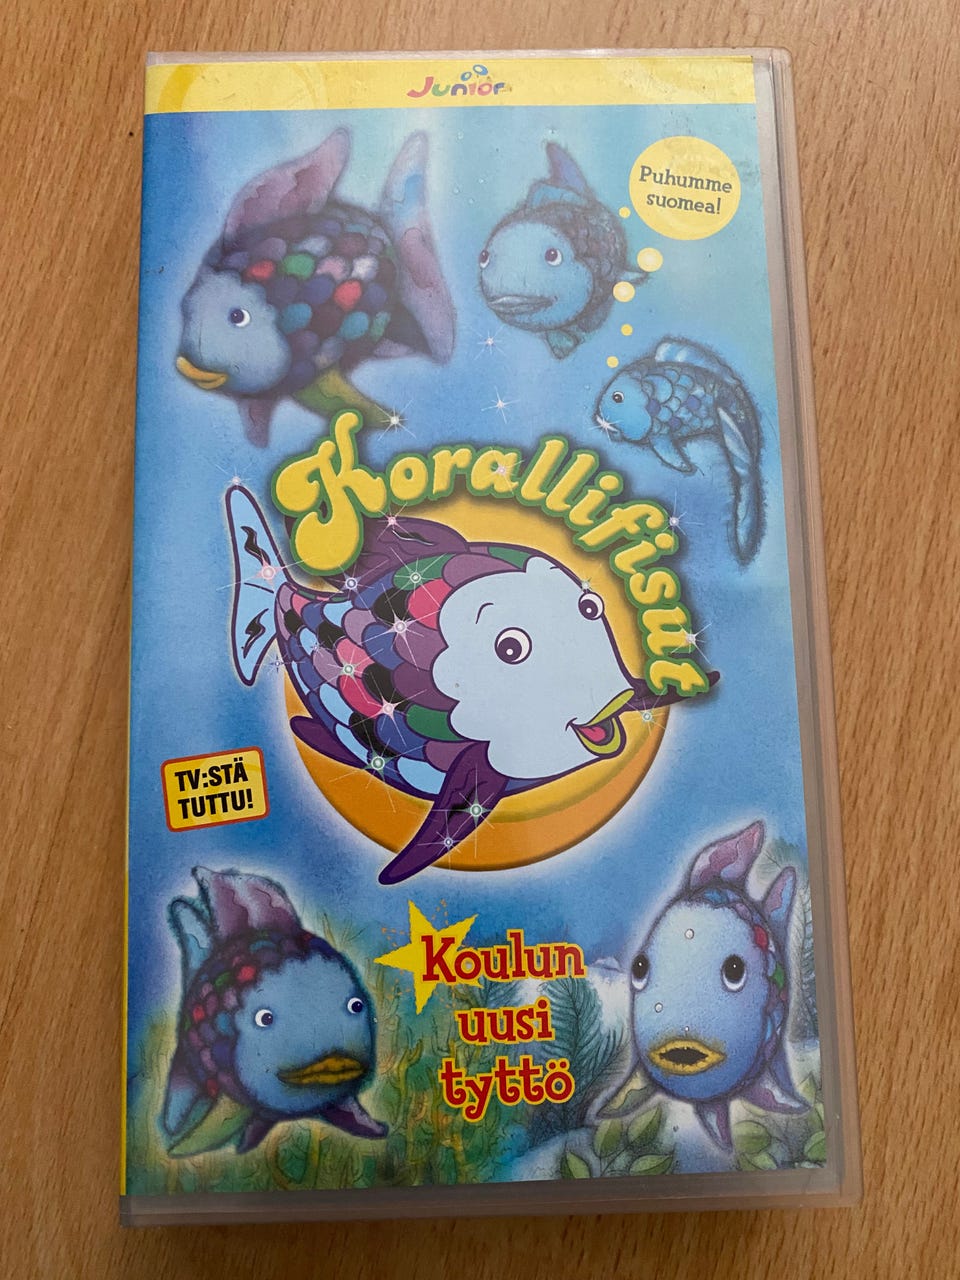 Junior
Puhumme
suomea!
Korallifisut
TV:STÄ
TUTTU!
Koulun
uusi
tyttö